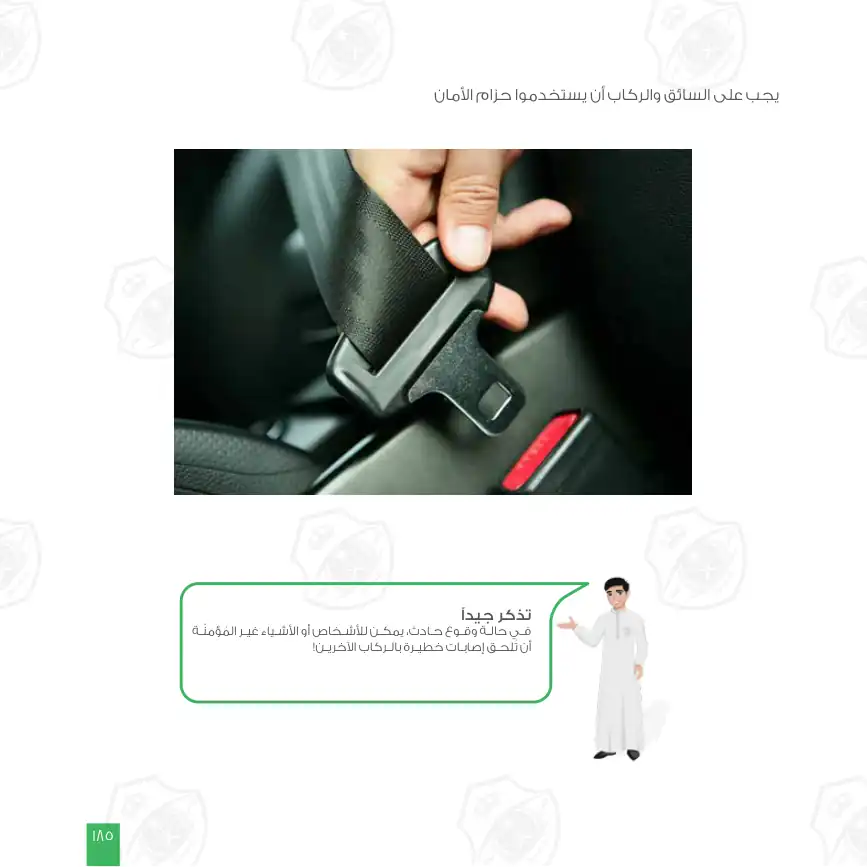 يجب على السائق والركاب أن يستخدموا حزام الأمان
تذكر جيداً
في حالة وقوع حادث، يمكن للأشخاص أو الأشياء غير المؤمنّة
أن تلحق إصابات خطيرة بالركاب الآخرين!
١٨٥